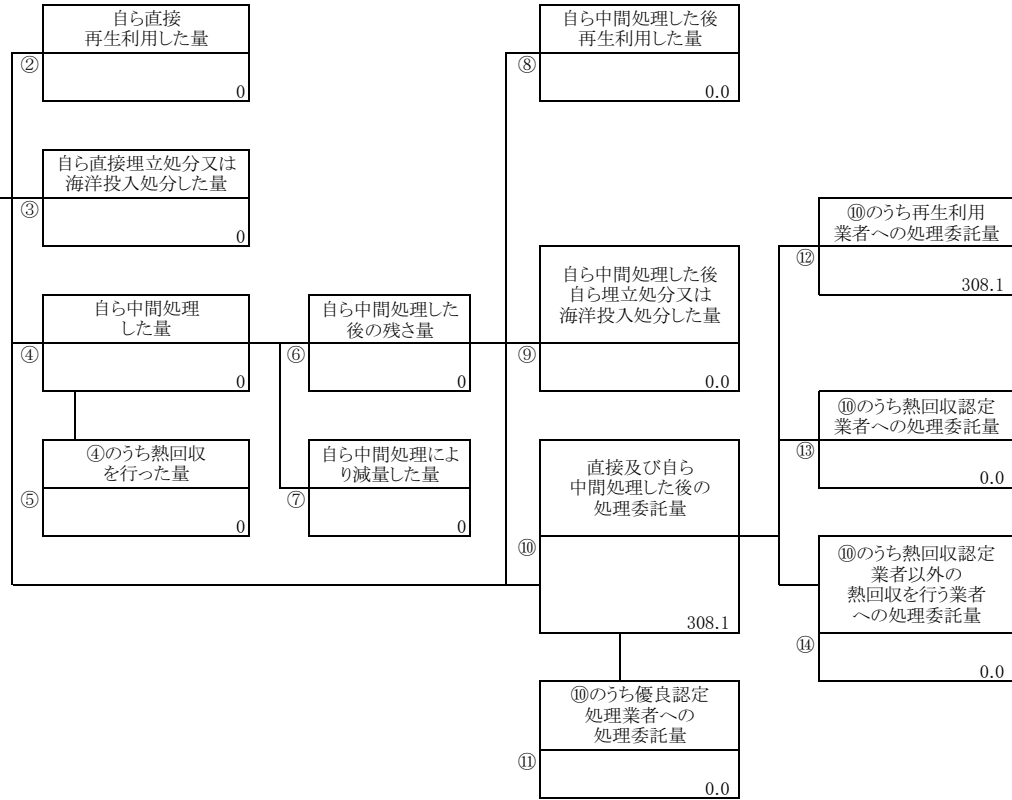 自ら直接
再生利用した量
②
0
自ら直接埋立処分又は
海洋投入処分した量
③
0
自ら中間処理
した量
④
0
④のうち熱回収
を行った量
⑤
0
自ら中間処理した
後の残さ量
⑥
0
自ら中間処理によ
り減量した量
⑦
0
自ら中間処理した後
再生利用した量
⑧
0.0
自ら中間処理した後
自ら埋立処分又は
海洋投入処分した量
⑨
0.0
直接及び自ら
中間処理した後の
処理委託量
⑩
308.1
⑩のうち優良認定
処理業者への
処理委託量
⑪
0.0
⑩のうち再生利用
業者への処理委託量
⑫
308.1
⑩のうち熱回収認定
業者への処理委託量
⑬
0.0
⑩のうち熱回収認定
業者以外の
熱回収を行う業者
への処理委託量
⑭
0.0